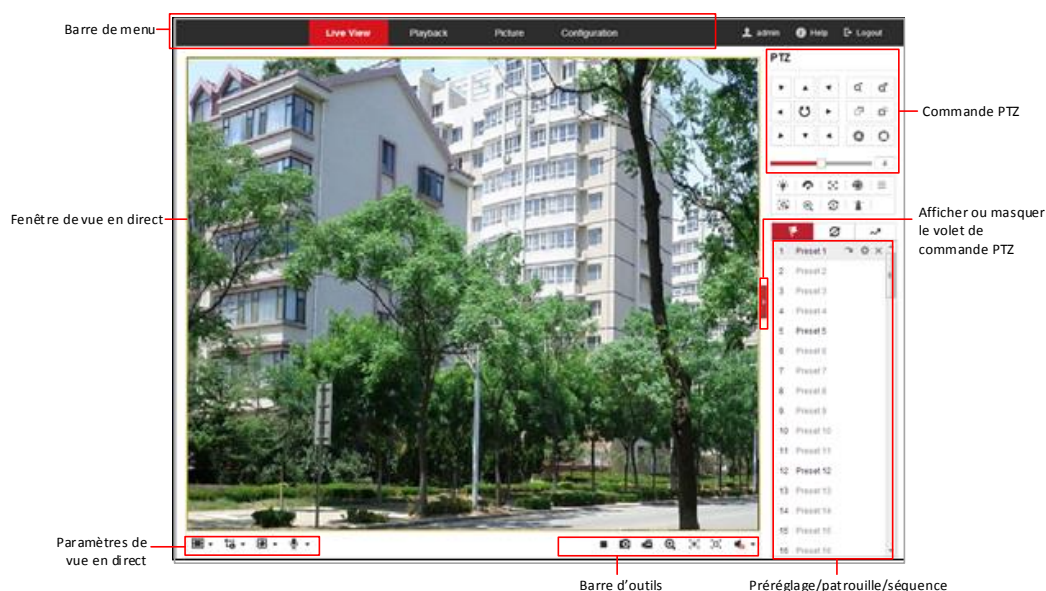 Barre de menu
Live View Playback Picture Configuration admin Help Logout
PTZ
Commande PTZ
Fenêtre de vue en direct
Afficher ou masquer
le volet de
commande PTZ
1 Preset 1
2 Preset 2
3 Preset 3
4 Preset 4
5 Preset 5
6 Preset 6
7 Preset 7
8 Preset 8
9 Preset 9
10 Preset 10
11 Preset 11
12 Preset 12
13 Preset 13
14 Preset 14
15 Preset 15
16 Preset 16
Paramètres de
vue en direct
Barre d’outils
Préréglage/patrouille/séquence